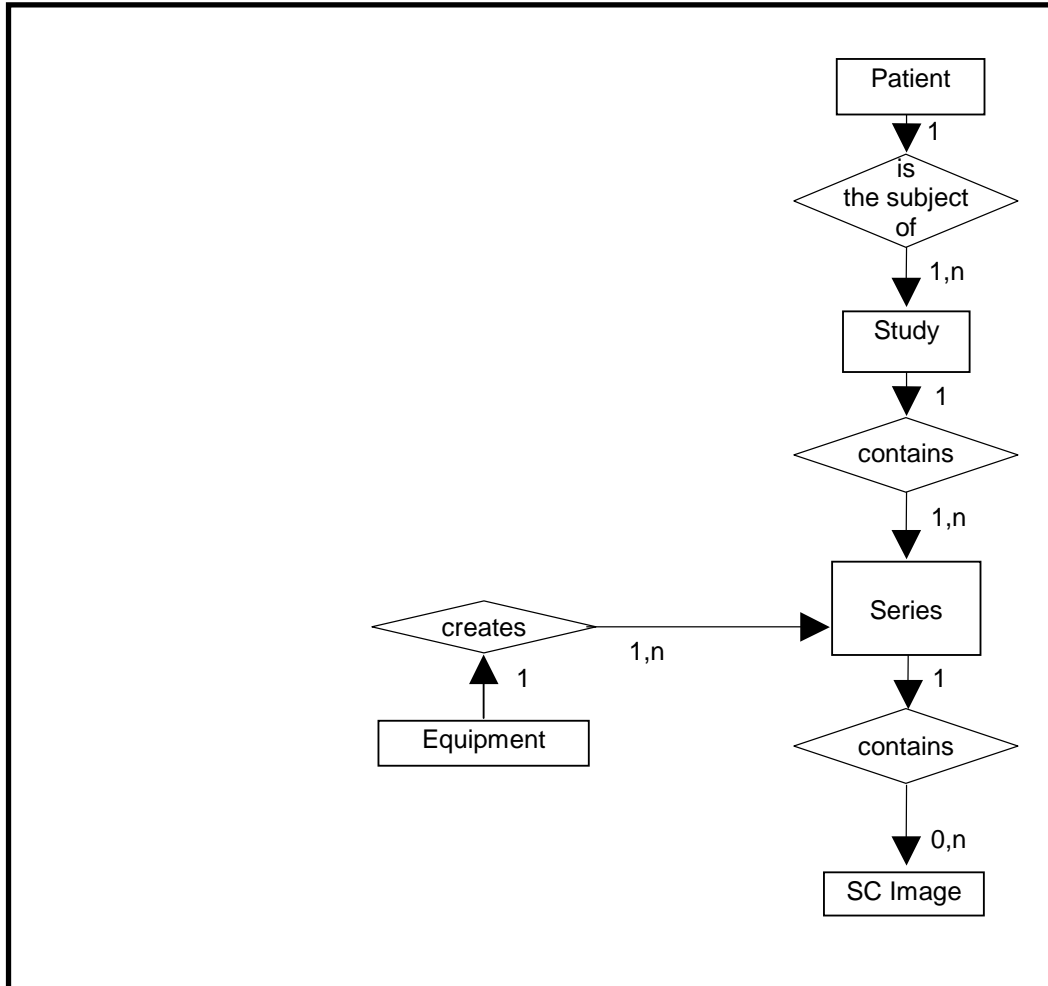 Patient
1
is
the subject
of
1,n
Study
1
contains
1,n
Series
creates
1,n
1
1
Equipment
contains
0,n
SC Image